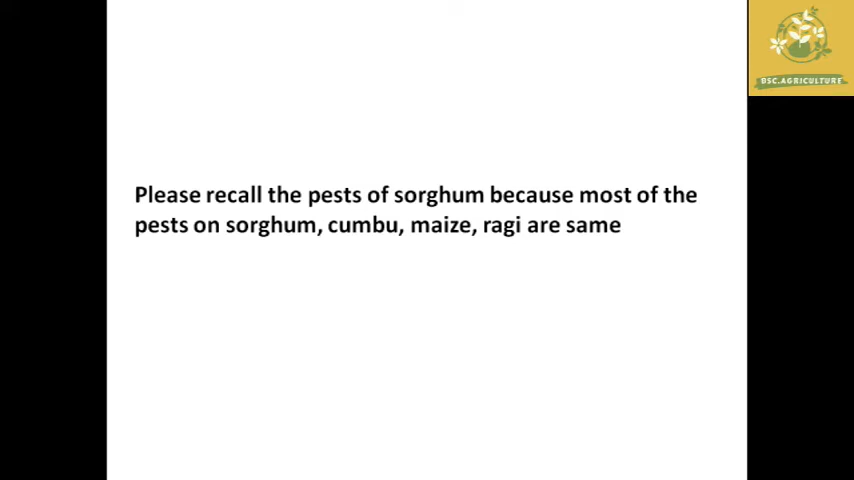 BSC.AGRICULTURE
Please recall the pests of sorghum because most of the
pests on sorghum, cumbu, maize, ragi are same